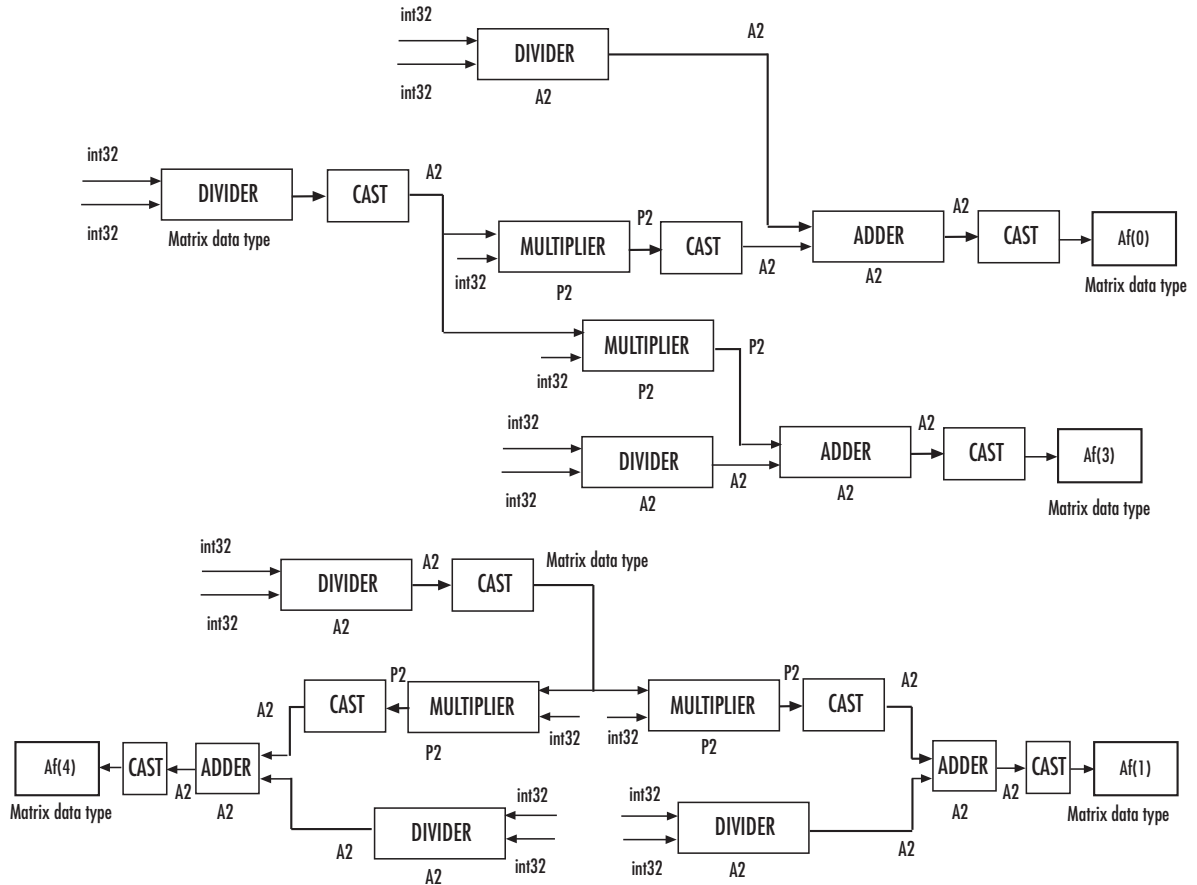 int32
DIVIDER
A2
int32
A2
int32
DIVIDER
CAST
A2
int32
Matrix data type
MULTIPLIER
P2
CAST
A2
ADDER
A2
CAST
Af(0)
int32
P2
A2
Matrix data type
MULTIPLIER
P2
int32
P2
int32
DIVIDER
A2
ADDER
A2
CAST
Af(3)
int32
A2
A2
Matrix data type
int32
DIVIDER
A2
CAST
Matrix data type
int32
A2
CAST
P2
MULTIPLIER
MULTIPLIER
P2
CAST
A2
A2
P2
int32
int32
P2
Af(4)
CAST
ADDER
ADDER
CAST
Af(1)
Matrix data type
A2
A2
A2
A2
Matrix data type
int32
DIVIDER
int32
DIVIDER
A2
int32
int32
A2
A2
A2